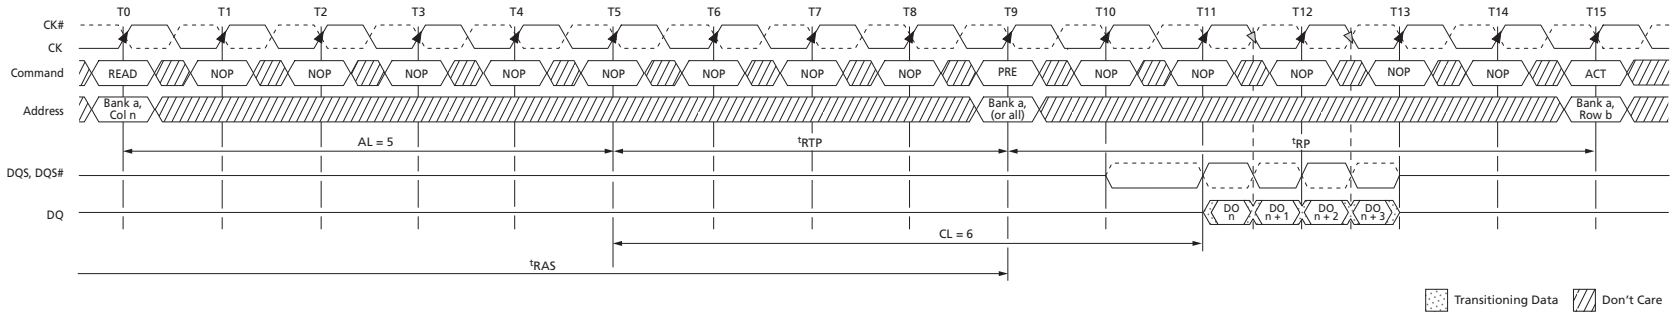 T0 T1 T2 T3 T4 T5 T6 T7 T8 T9 T10 T11 T12 T13 T14 T15
CK#
CK
Command READ NOP NOP NOP NOP NOP NOP NOP NOP PRE NOP NOP NOP NOP NOP ACT
Address Bank a, Col n Bank a, (or all) Bank a, Row b
AL = 5 tRTP tRP
DQS, DQS#
DQ DO n DO n + 1 DO n + 2 DO n + 3
CL = 6
tRAS
Transitioning Data Don't Care